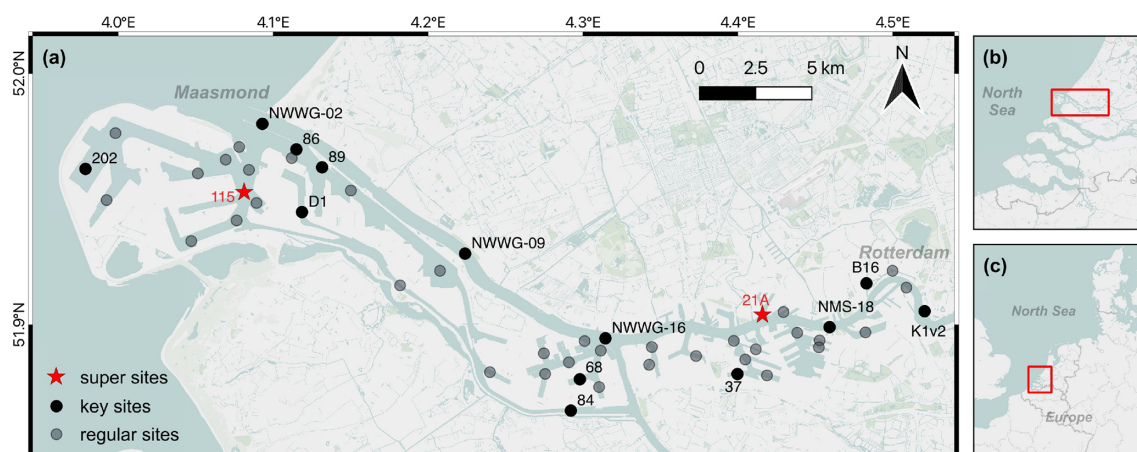 4.0°E 4.1°E 4.2°E 4.3°E 4.4°E 4.5°E
(a)
52.0°N
51.9°N
Maasmond
NWWG-02
86
89
202
115
D1
NWWG-09
0 2.5 5 km
N
Rotterdam
B16
21A
NMS-18
K1v2
NWWG-16
68
37
84
super sites
key sites
regular sites
(b)
North
Sea
(c)
North Sea
Europe